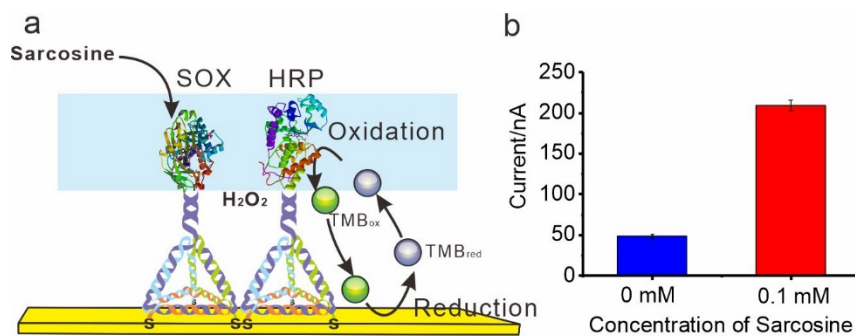 a
Sarcosine
SOX
HRP
Oxidation
H2O2
TMBox
TMBred
Reduction
S
SS
S
b
Current/nA
250
200
150
100
50
0
0 mM
0.1 mM
Concentration of Sarcosine